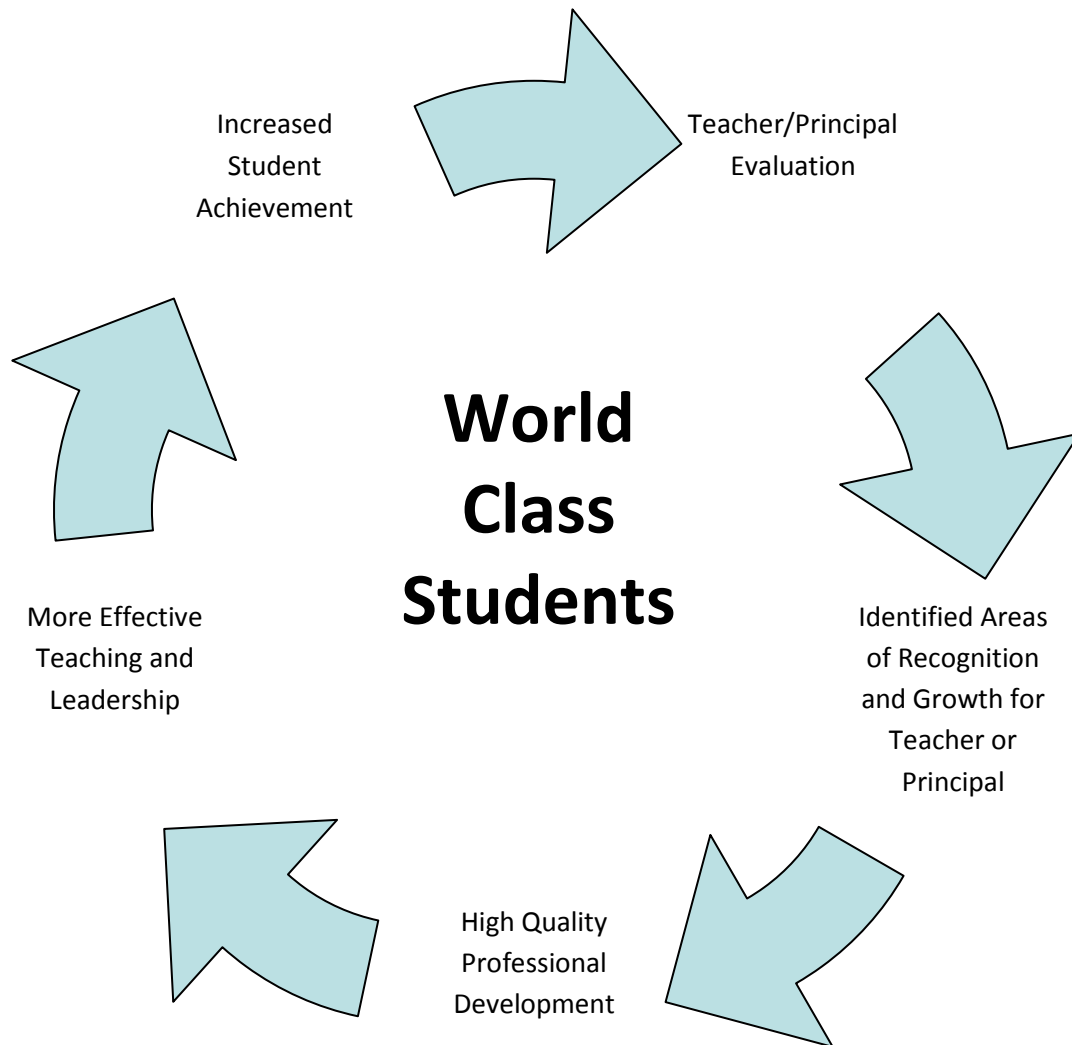 Increased
Student
Achievement
Teacher/Principal
Evaluation
World
Class
Students
Identified Areas
of Recognition
and Growth for
Teacher or
Principal
High Quality
Professional
Development
More Effective
Teaching and
Leadership